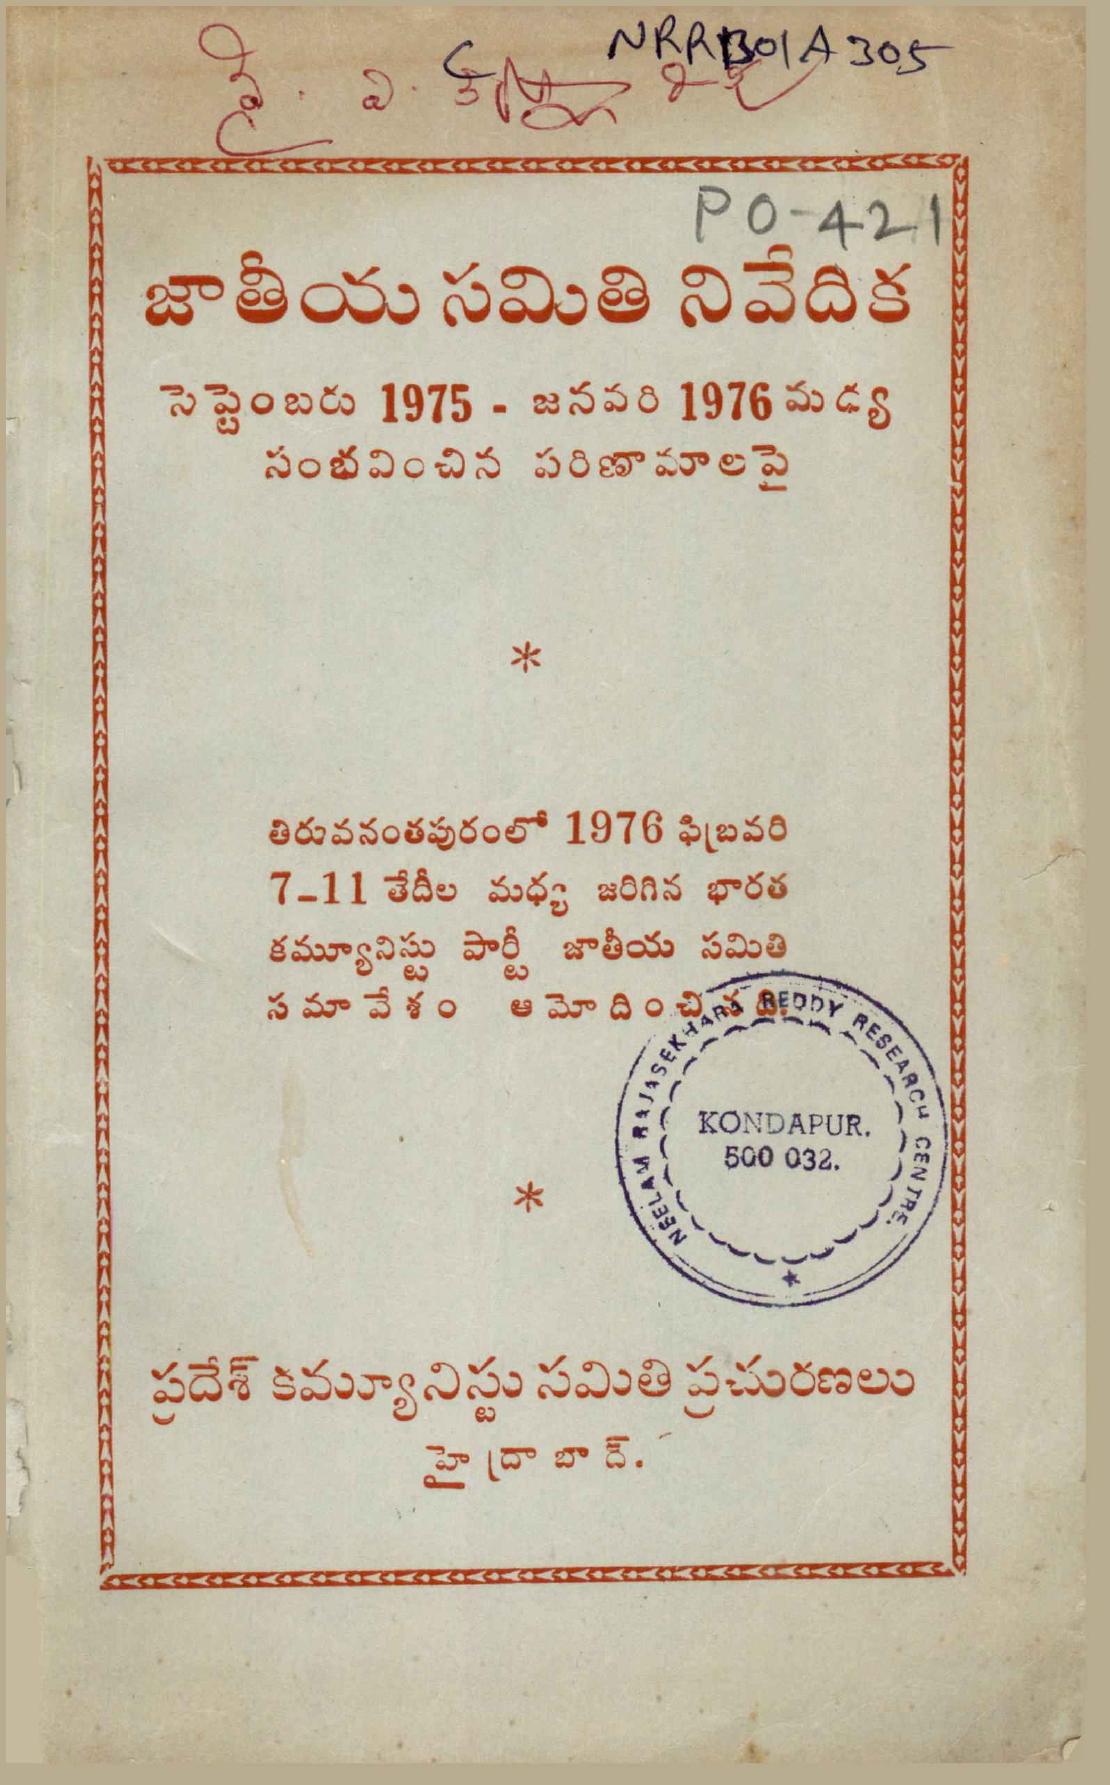 NRRB01A305
వై. వి. కృష్ణా
PO-421
జాతీయ సమితి నివేదిక
సెప్టెంబరు 1975 - జనవరి 1976 మధ్య
సంభవించిన పరిణామాలపై
*
తిరువనంతపురంలో 1976 ఫిబ్రవరి
7-11 తేదీల మధ్య జరిగిన భారత
కమ్యూనిస్టు పార్టీ జాతీయ సమితి
సమావేశం ఆమోదించినది.
NEELAM RAJASEKHARA REDDY RESEARCH CENTRE.
KONDAPUR.
500 032.
*
ప్రదేశ్ కమ్యూనిస్టు సమితి ప్రచురణలు
హైద్రాబాద్.